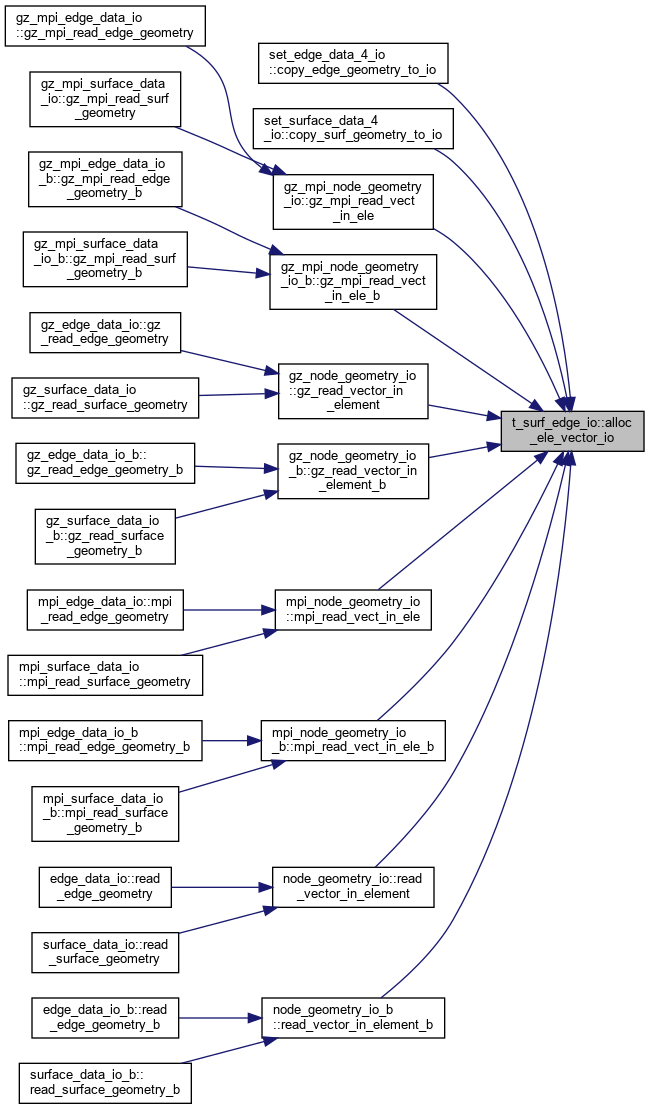 gz_mpi_edge_data_io
::gz_mpi_read_edge_geometry
gz_mpi_surface_data
_io::gz_mpi_read_surf
_geometry
gz_mpi_edge_data_io
_b::gz_mpi_read_edge
_geometry_b
gz_mpi_surface_data
_io_b::gz_mpi_read_surf
_geometry_b
gz_edge_data_io::gz
_read_edge_geometry
gz_surface_data_io
::gz_read_surface_geometry
gz_edge_data_io_b::
gz_read_edge_geometry_b
gz_surface_data_io
_b::gz_read_surface
_geometry_b
mpi_edge_data_io::mpi
_read_edge_geometry
mpi_surface_data_io
::mpi_read_surface_geometry
mpi_edge_data_io_b
::mpi_read_edge_geometry_b
mpi_surface_data_io
_b::mpi_read_surface
_geometry_b
edge_data_io::read
_edge_geometry
surface_data_io::read
_surface_geometry
edge_data_io_b::read
_edge_geometry_b
surface_data_io_b::
read_surface_geometry_b
set_edge_data_4_io
::copy_edge_geometry_to_io
set_surface_data_4
_io::copy_surf_geometry_to_io
gz_mpi_node_geometry
_io::gz_mpi_read_vect
_in_ele
gz_mpi_node_geometry
_io_b::gz_mpi_read_vect
_in_ele_b
gz_node_geometry_io
::gz_read_vector_in
_element
gz_node_geometry_io
_b::gz_read_vector_in
_element_b
mpi_node_geometry_io
::mpi_read_vect_in_ele
mpi_node_geometry_io
_b::mpi_read_vect_in_ele_b
node_geometry_io::read
_vector_in_element
node_geometry_io_b
::read_vector_in_element_b
t_surf_edge_io::alloc
_ele_vector_io